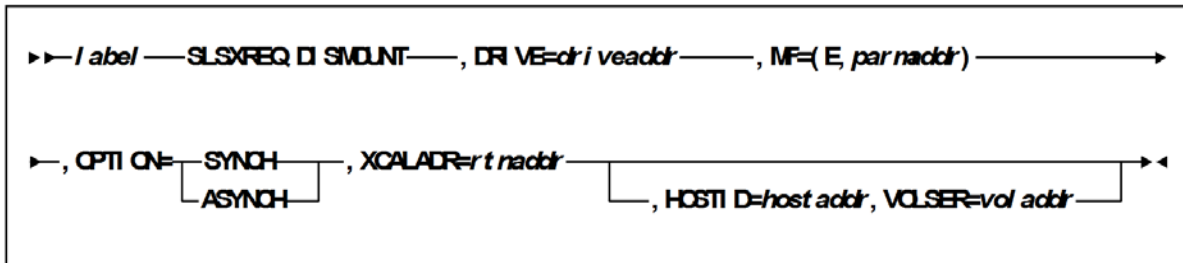 label SLSXREQ DISMOUNT , DRIVE=driveaddr , MF=(E, parmaddr)
, OPTION= SYNCH , XCALADR=rtnaddr
ASYNCH
, HOSTID=hostaddr, VOLSER=voladdr